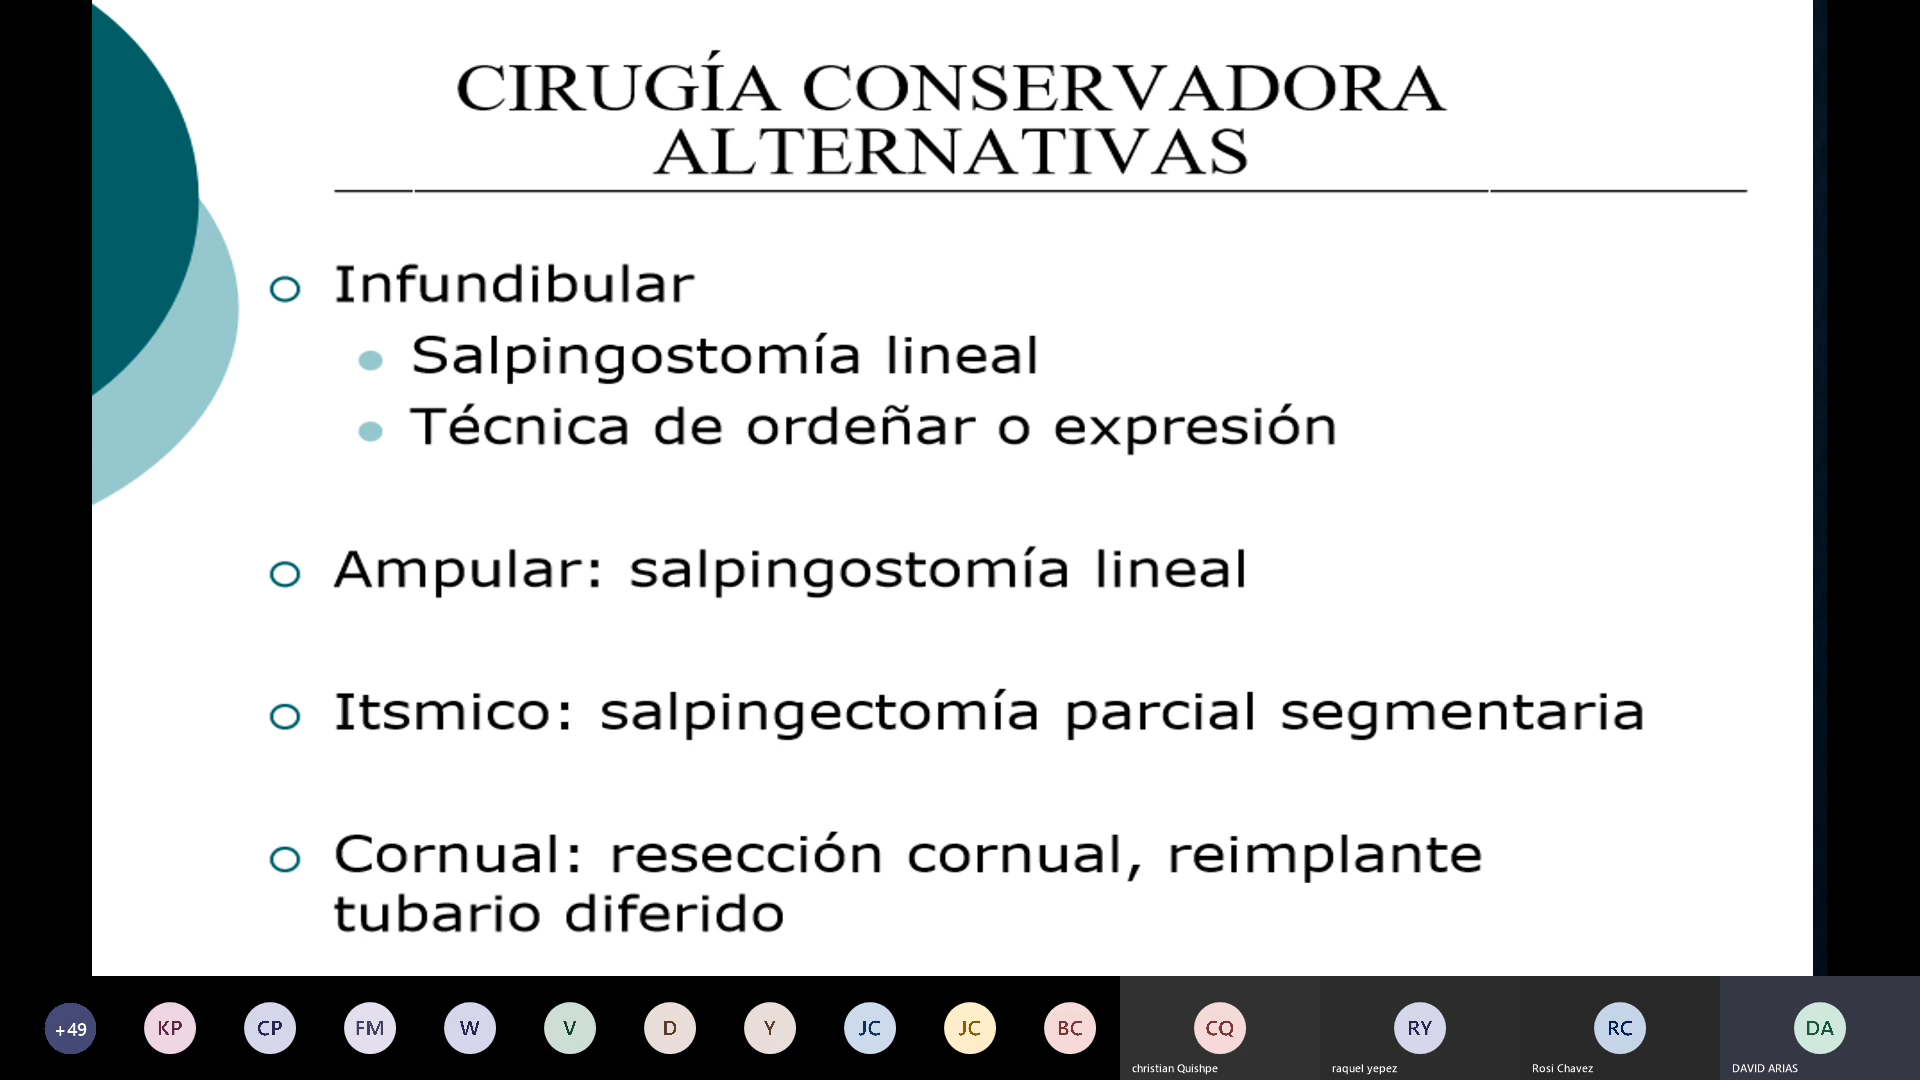 CIRUGÍA CONSERVADORA
ALTERNATIVAS
Infundibular
Salpingostomía lineal
Técnica de ordeñar o expresión
Ampular: salpingostomía lineal
Itsmico: salpingectomía parcial segmentaria
Cornual: resección cornual, reimplante
tubario diferido
+49 KP CP FM W V D Y JC JC BC CQ RY RC DA
christian Quishpe raquel yepez Rosi Chavez DAVID ARIAS